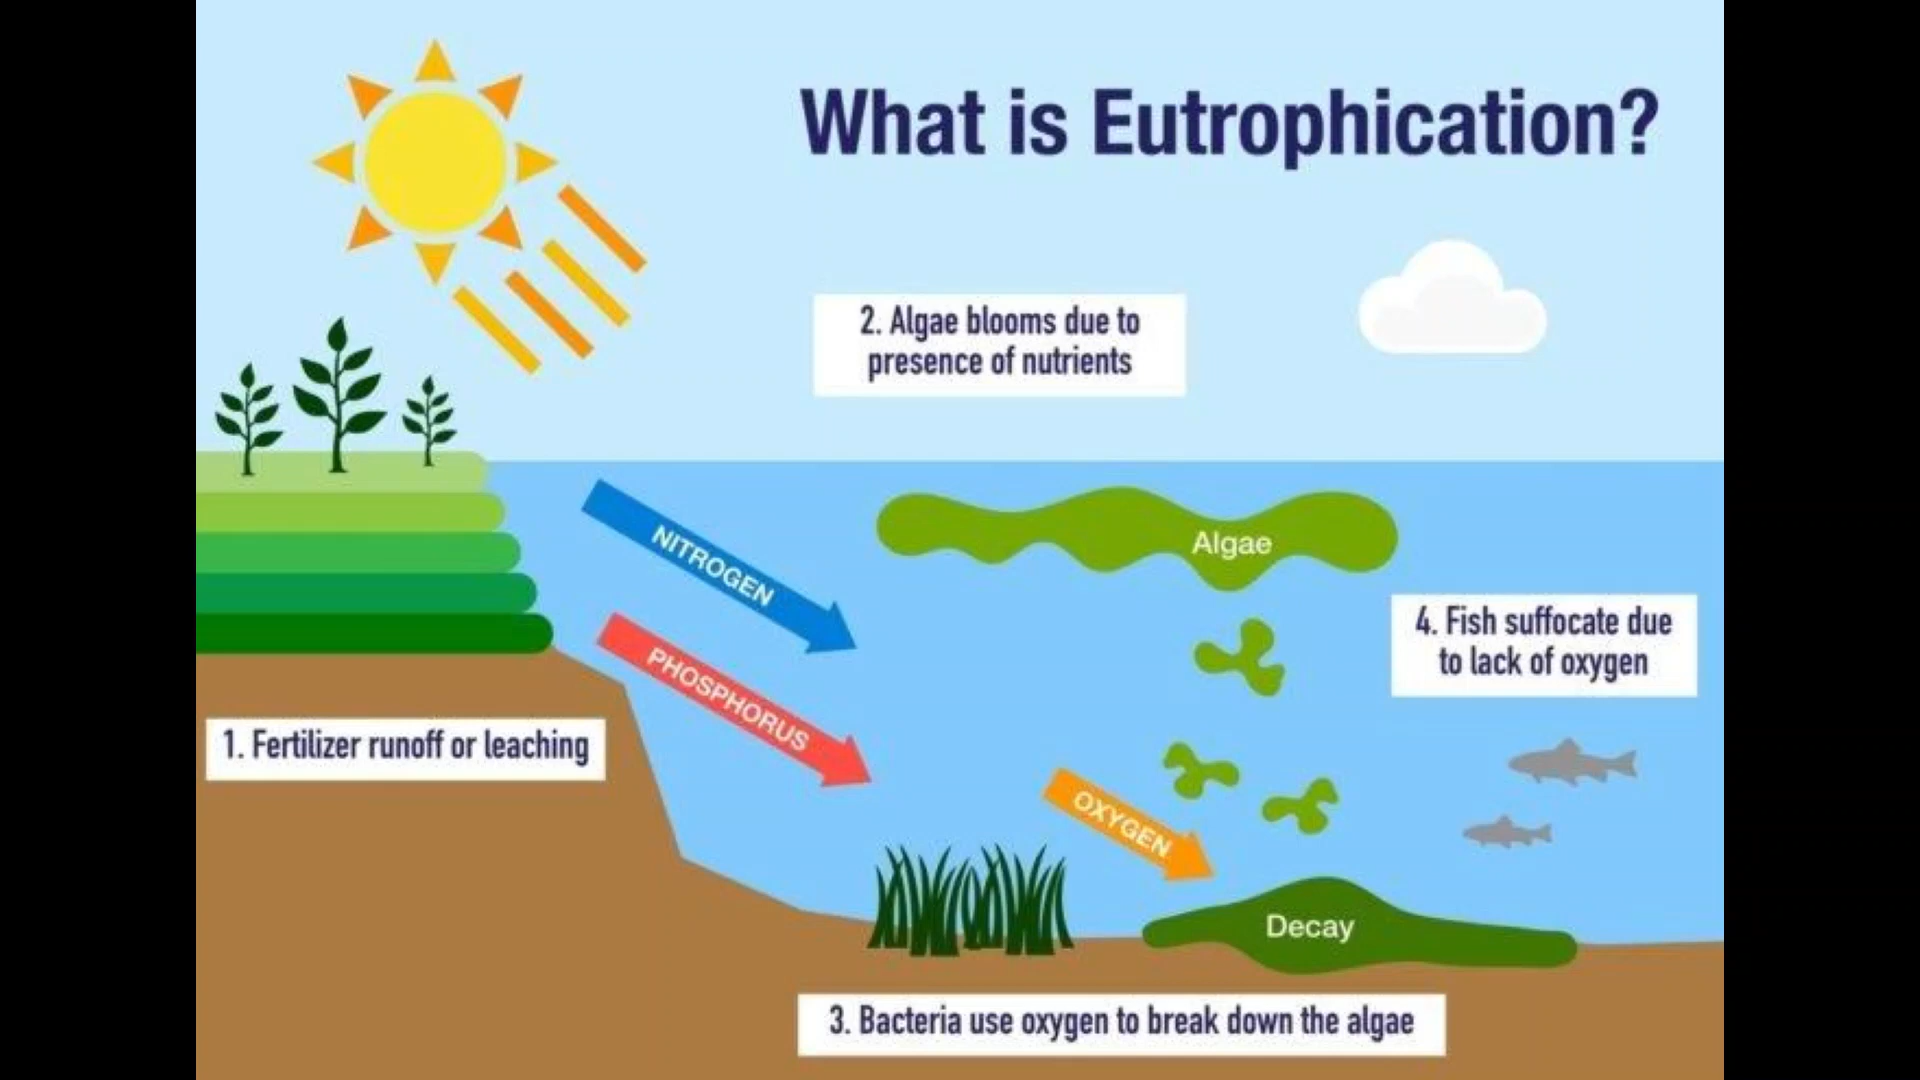 What is Eutrophication?
2. Algae blooms due to
presence of nutrients
NITROGEN
Algae
4. Fish suffocate due
to lack of oxygen
PHOSPHORUS
1. Fertilizer runoff or leaching
OXYGEN
Decay
3. Bacteria use oxygen to break down the algae